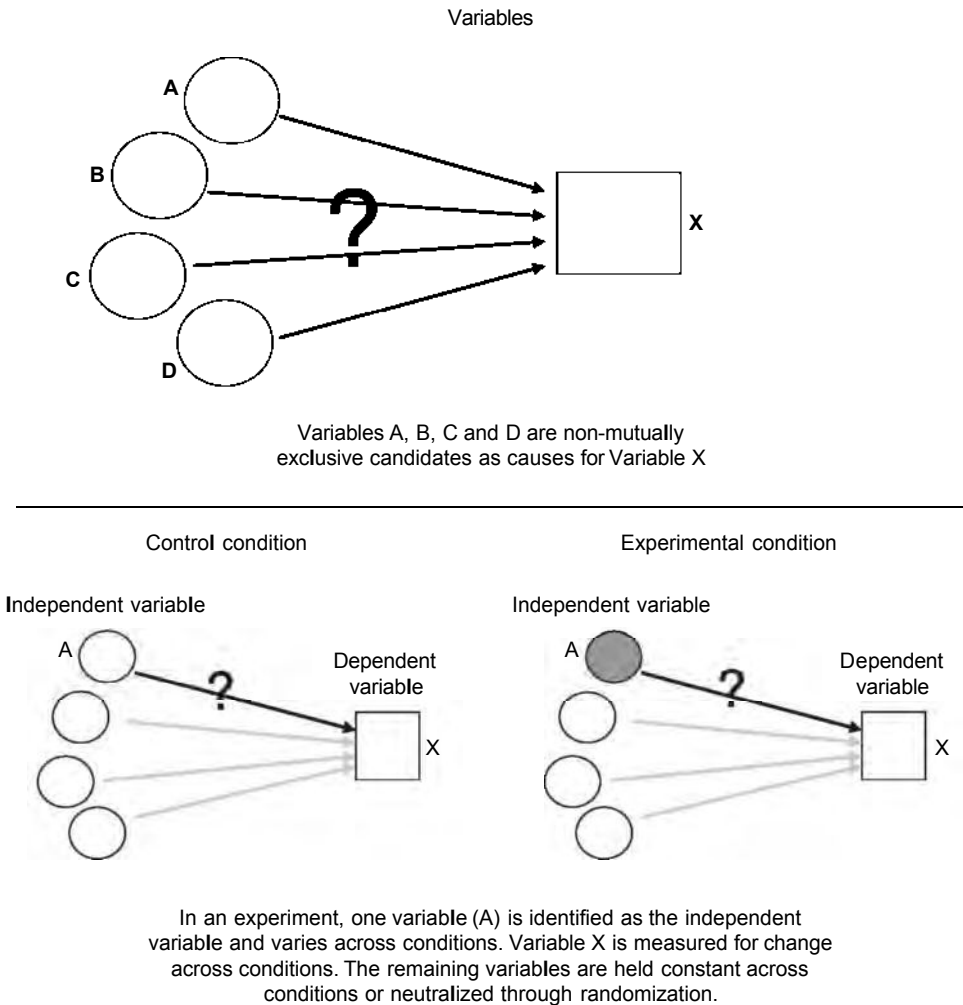 Variables
A
B
?
X
C
D
Variables A, B, C and D are non-mutually
exclusive candidates as causes for Variable X
Control condition
Experimental condition
Independent variable
A
?
Dependent
variable
X
Independent variable
A
?
Dependent
variable
X
In an experiment, one variable (A) is identified as the independent
variable and varies across conditions. Variable X is measured for change
across conditions. The remaining variables are held constant across
conditions or neutralized through randomization.